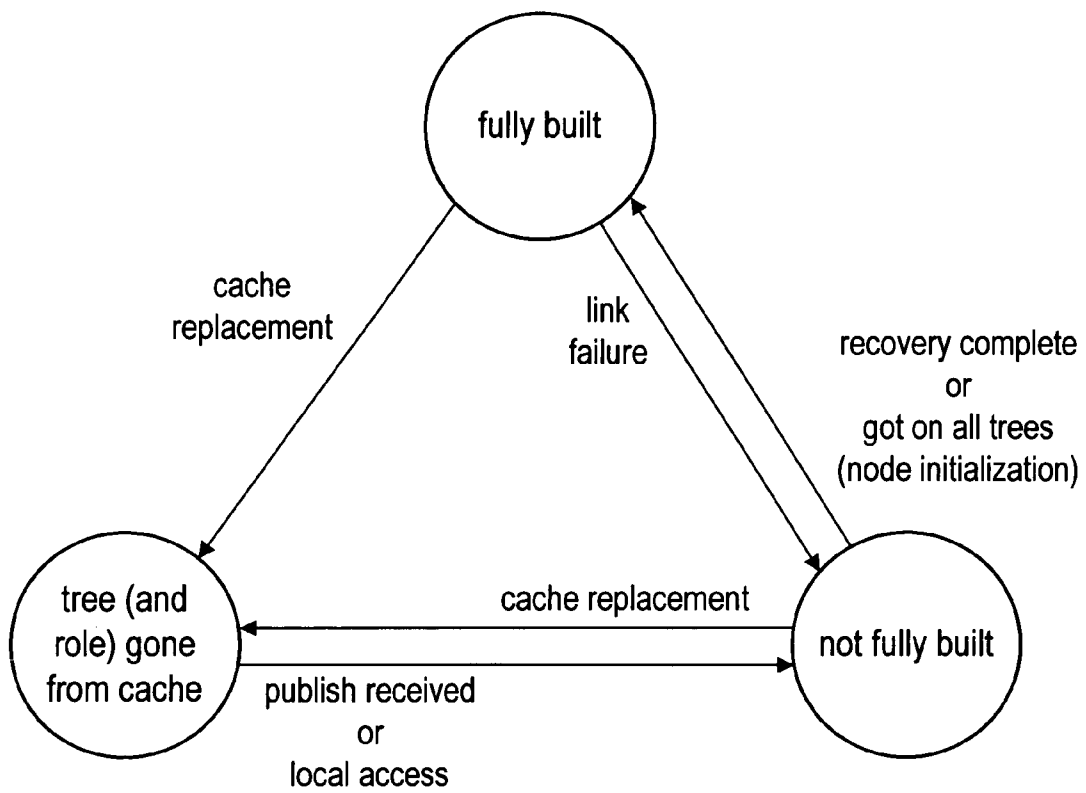 fully built
cache
replacement
link
failure
recovery complete
or
got on all trees
(node initialization)
tree (and
role) gone
from cache
cache replacement
not fully built
publish received
or
local access